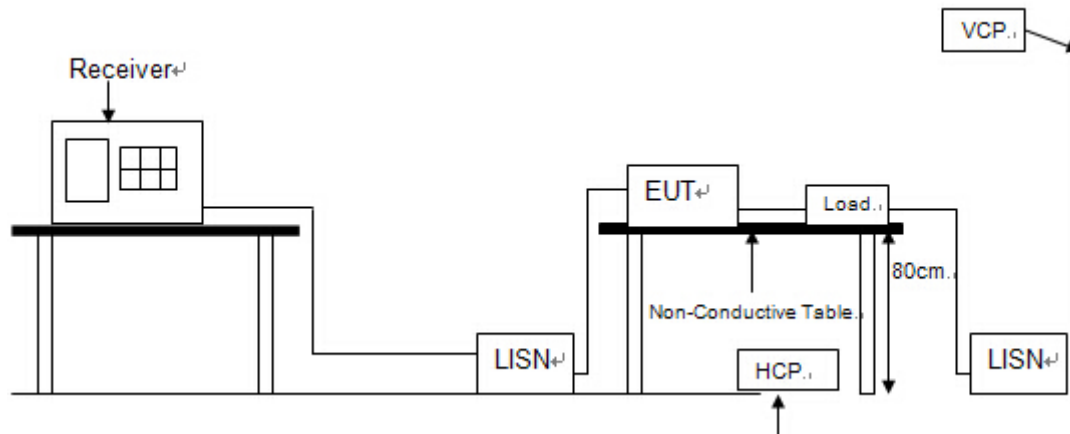 VCP.
Receiver↵
EUT↵
Load.
80cm.
Non-Conductive Table.
LISN↵
HCP.
LISN↵